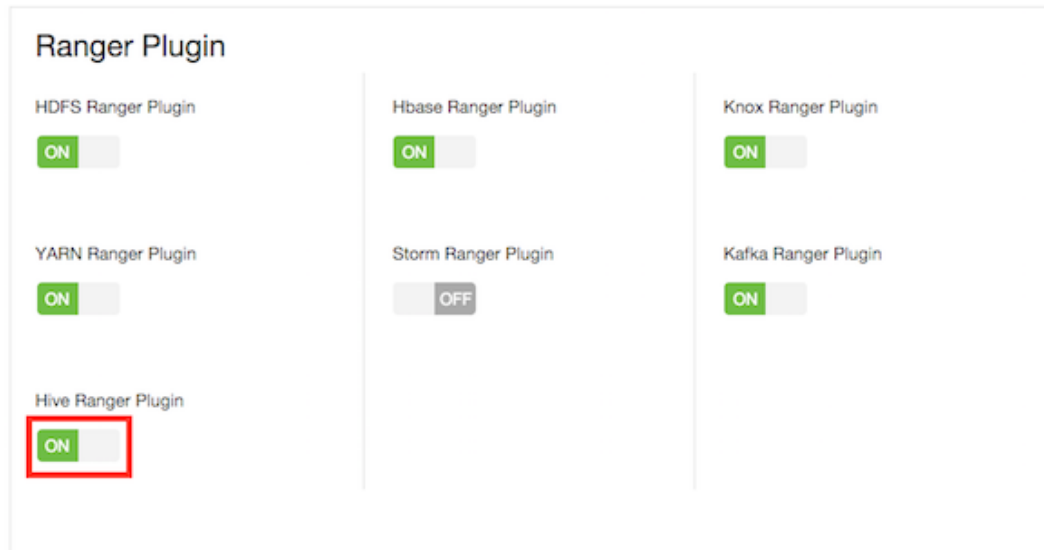 Ranger Plugin
HDFS Ranger Plugin
Hbase Ranger Plugin
Knox Ranger Plugin
ON
ON
ON
YARN Ranger Plugin
Storm Ranger Plugin
Kafka Ranger Plugin
ON
OFF
ON
Hive Ranger Plugin
ON